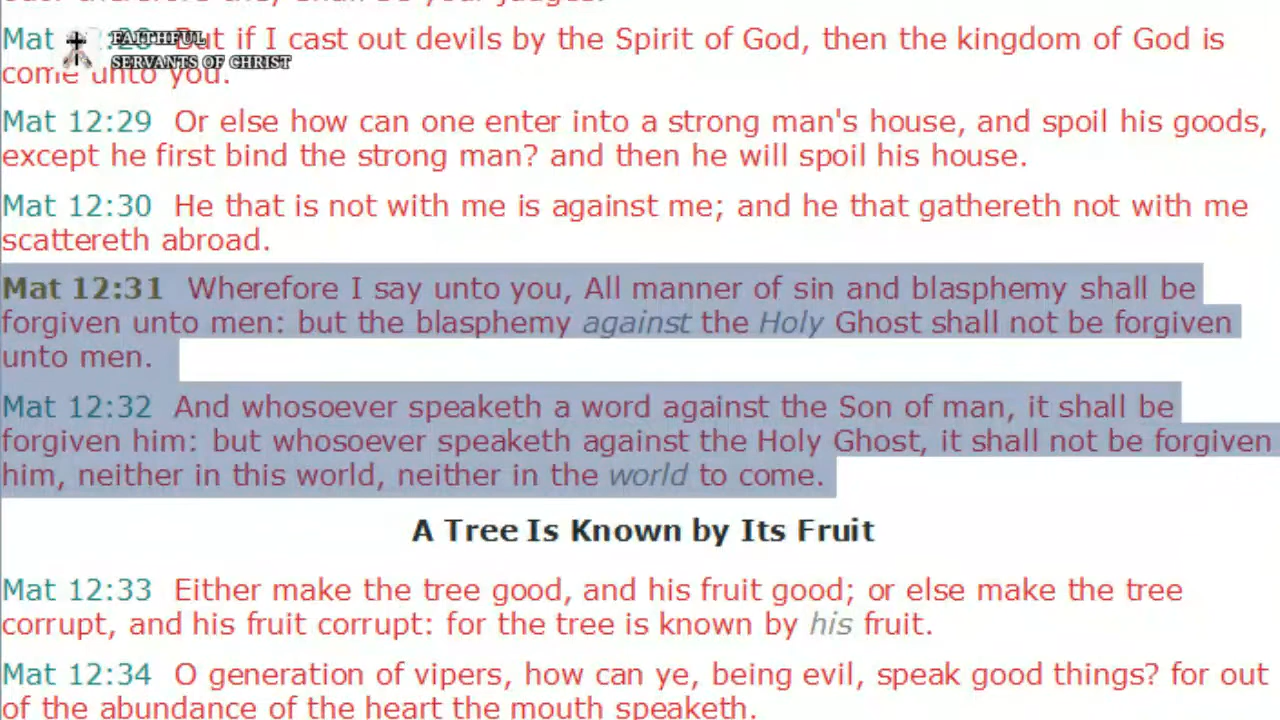 Mat 12:28 But if I cast out devils by the Spirit of God, then the kingdom of God is
come unto you.
FAITHFUL
SERVANTS OF CHRIST
Mat 12:29 Or else how can one enter into a strong man's house, and spoil his goods,
except he first bind the strong man? and then he will spoil his house.
Mat 12:30 He that is not with me is against me; and he that gathereth not with me
scattereth abroad.
Mat 12:31 Wherefore I say unto you, All manner of sin and blasphemy shall be
forgiven unto men: but the blasphemy against the Holy Ghost shall not be forgiven
unto men.
Mat 12:32 And whosoever speaketh a word against the Son of man, it shall be
forgiven him: but whosoever speaketh against the Holy Ghost, it shall not be forgiven
him, neither in this world, neither in the world to come.
A Tree Is Known by Its Fruit
Mat 12:33 Either make the tree good, and his fruit good; or else make the tree
corrupt, and his fruit corrupt: for the tree is known by his fruit.
Mat 12:34 O generation of vipers, how can ye, being evil, speak good things? for out
of the abundance of the heart the mouth speaketh.